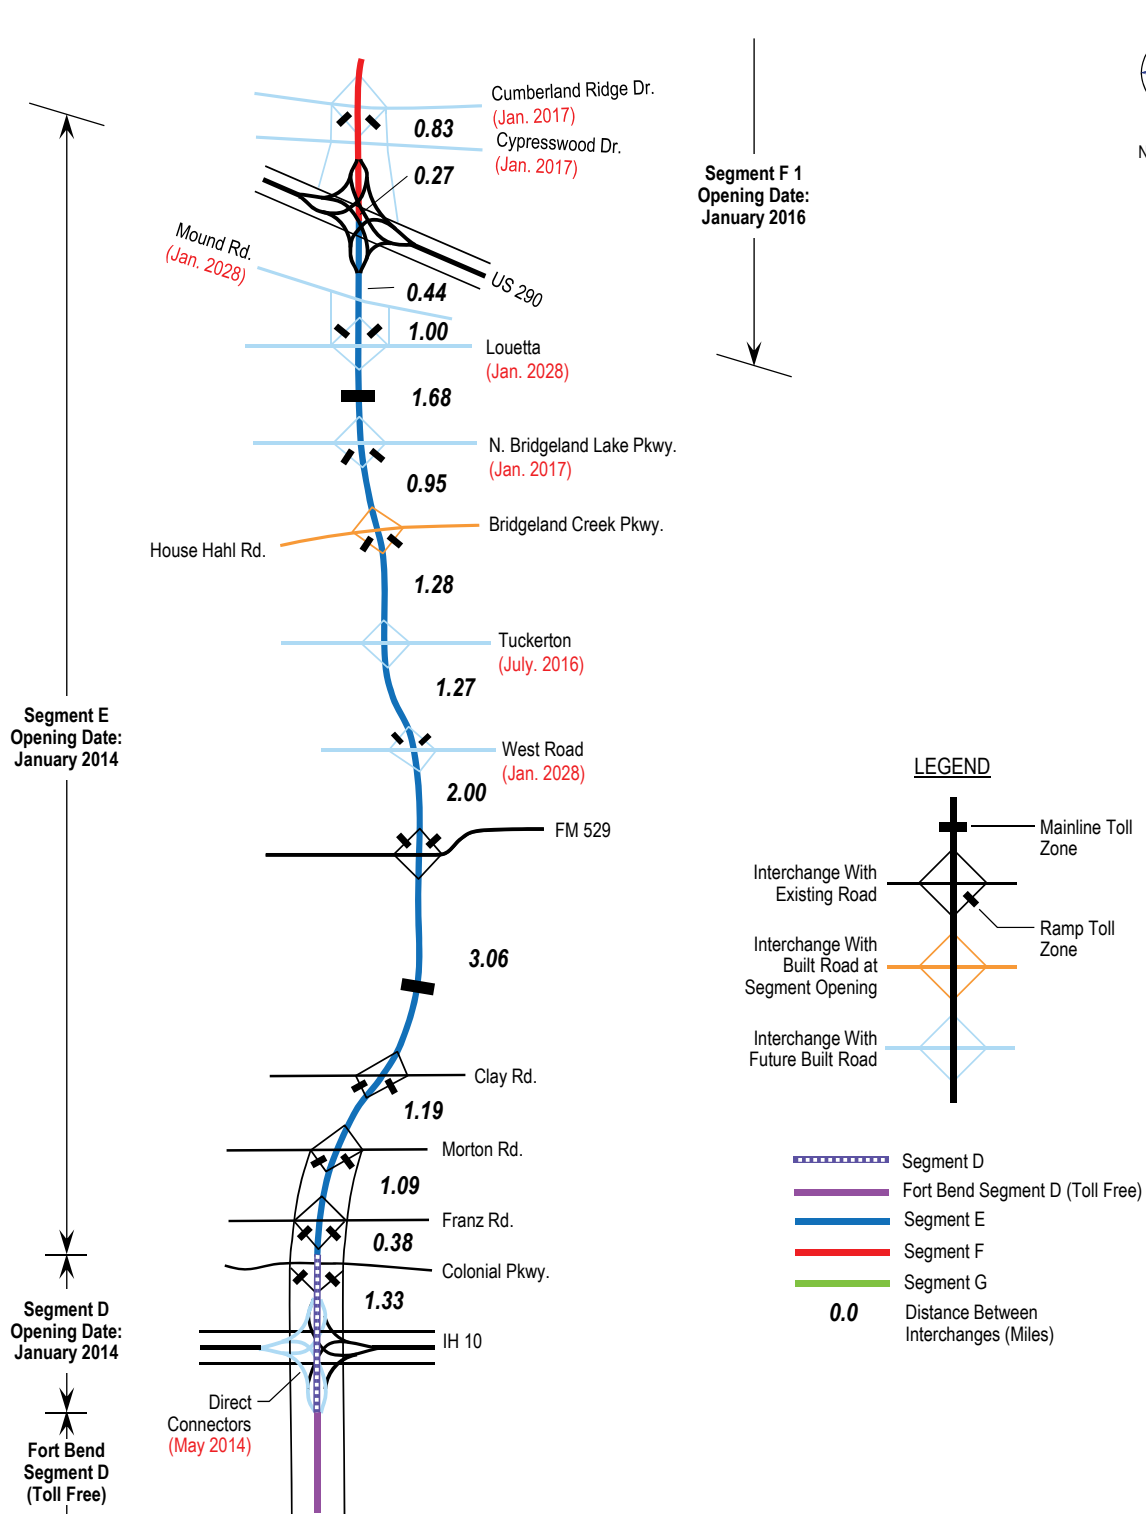 Cumberland Ridge Dr.
(Jan. 2017)
0.83
Cypresswood Dr.
(Jan. 2017)
0.27
N
Segment F 1
Opening Date:
January 2016
Mound Rd.
(Jan. 2028)
US 290
0.44
1.00
Louetta
(Jan. 2028)
1.68
N. Bridgeland Lake Pkwy.
(Jan. 2017)
0.95
Bridgeland Creek Pkwy.
House Hahl Rd.
1.28
Tuckerton
(July. 2016)
1.27
Segment E
Opening Date:
January 2014
West Road
(Jan. 2028)
2.00
FM 529
3.06
Clay Rd.
1.19
Morton Rd.
1.09
Franz Rd.
0.38
Colonial Pkwy.
1.33
Segment D
Opening Date:
January 2014
IH 10
Direct
Connectors
(May 2014)
Fort Bend
Segment D
(Toll Free)
LEGEND
Mainline Toll
Zone
Interchange With
Existing Road
Ramp Toll
Zone
Interchange With
Built Road at
Segment Opening
Interchange With
Future Built Road
Segment D
Fort Bend Segment D (Toll Free)
Segment E
Segment F
Segment G
0.0
Distance Between
Interchanges (Miles)